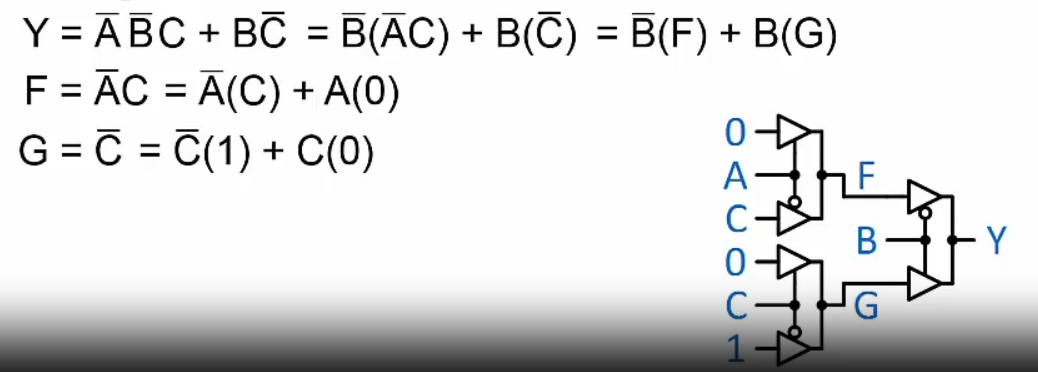 Y = A̅ B̅ C + BC̅ = B̅(A̅C) + B(C̅) = B̅(F) + B(G)
F = A̅C = A̅(C) + A(0)
G = C̅ = C̅(1) + C(0)
0
A
F
C
B
Y
0
C
G
1